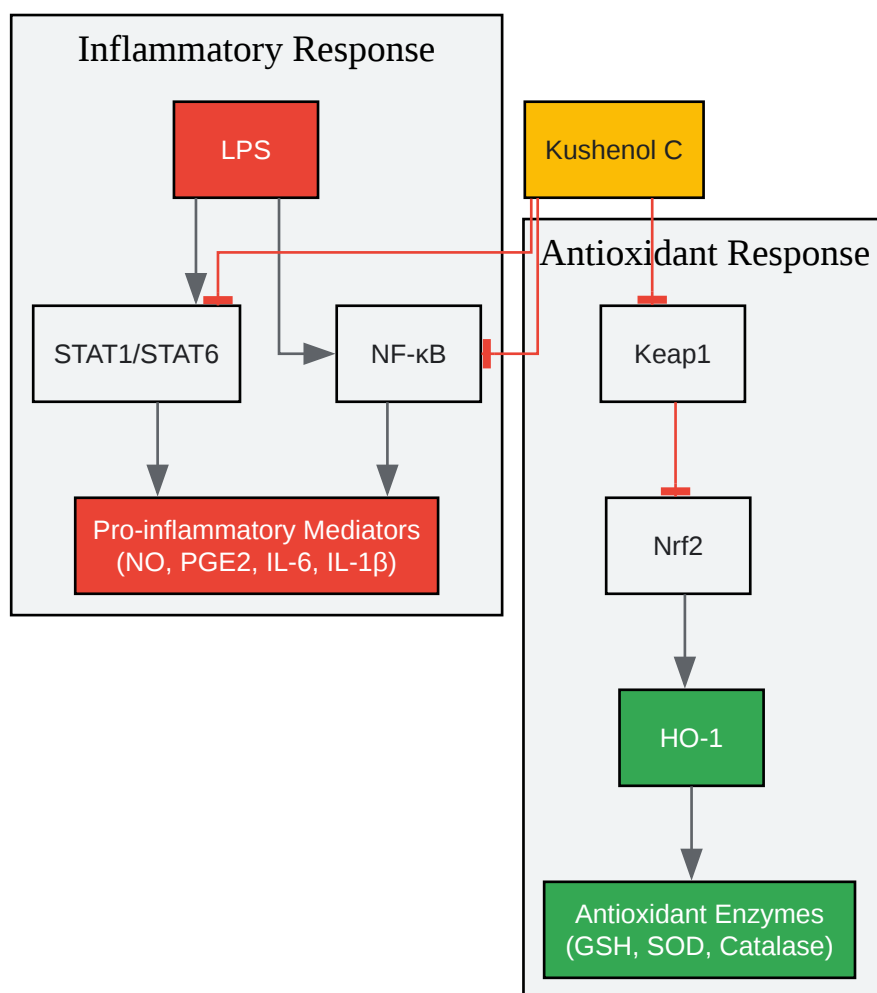 Inflammatory Response
LPS
Kushenol C
Antioxidant Response
STAT1/STAT6
NF-κB
Keap1
Pro-inflammatory Mediators
(NO, PGE2, IL-6, IL-1β)
Nrf2
HO-1
Antioxidant Enzymes
(GSH, SOD, Catalase)